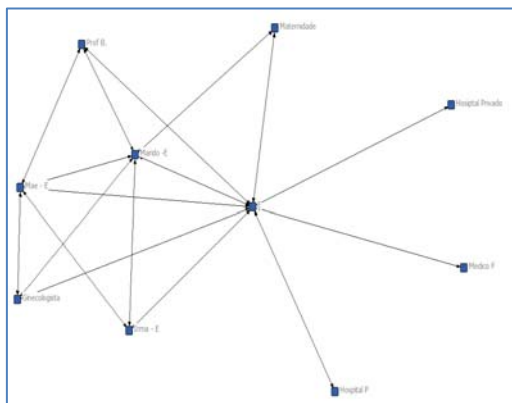 Maternidade
Prof B.
Hospital Privado
Marido -E
Mae - E
Medico F
Ginecologista
Irma - E
Hospital P